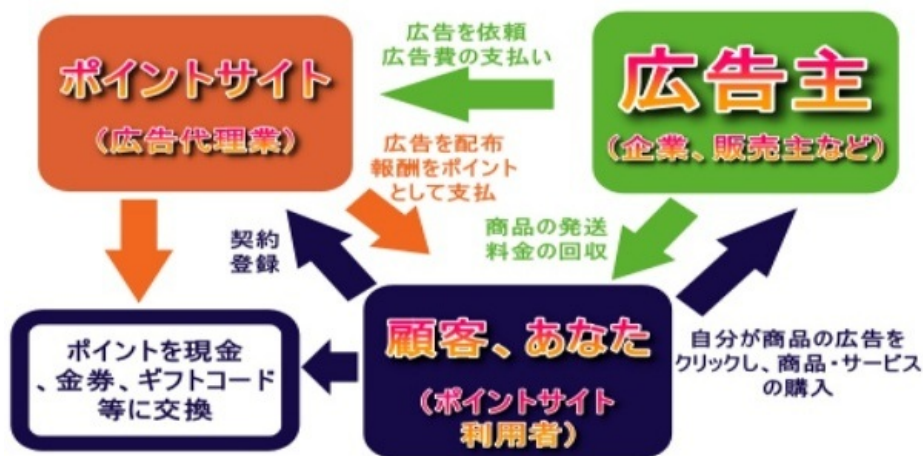 広告を依頼
広告費の支払い
ポイントサイト
（広告代理業）
広告主
（企業、販売主など）
広告を配布
報酬をポイント
として支払
契約
登録
商品の発送
料金の回収
ポイントを現金
、金券、ギフトコード
等に交換
顧客、あなた
（ポイントサイト
利用者）
自分が商品の広告を
クリックし、商品・サービス
の購入